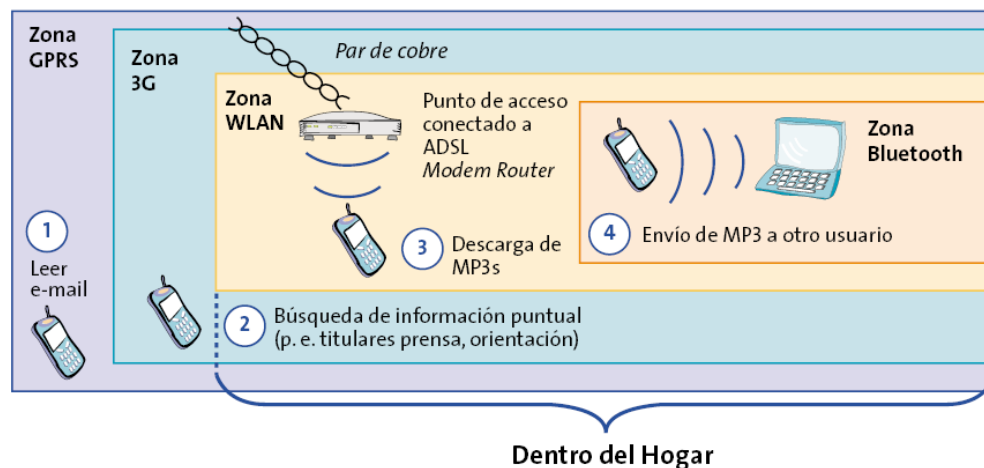 Zona
GPRS
Zona
3G
Par de cobre
Zona
WLAN
Punto de acceso
conectado a
ADSL
Modem Router
Zona
Bluetooth
1
Leer
e-mail
3
Descarga de
MP3s
4
Envío de MP3 a otro usuario
2
Búsqueda de información puntual
(p. e. titulares prensa, orientación)
Dentro del Hogar